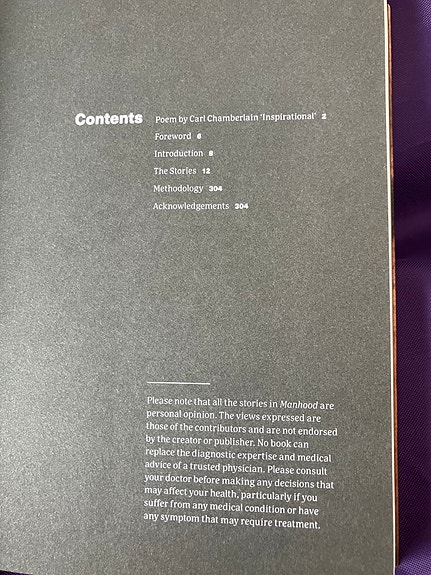 Contents Poem by Carl Chamberlain ‘Inspirational’ 2
Foreword 6
Introduction 8
The Stories 12
Methodology 304
Acknowledgements 304
Please note that all the stories in Manhood are
personal opinion. The views expressed are
those of the contributors and are not endorsed
by the creator or publisher. No book can
replace the diagnostic expertise and medical
advice of a trusted physician. Please consult
your doctor before making any decisions that
may affect your health, particularly if you
suffer from any medical condition or have
any symptom that may require treatment.